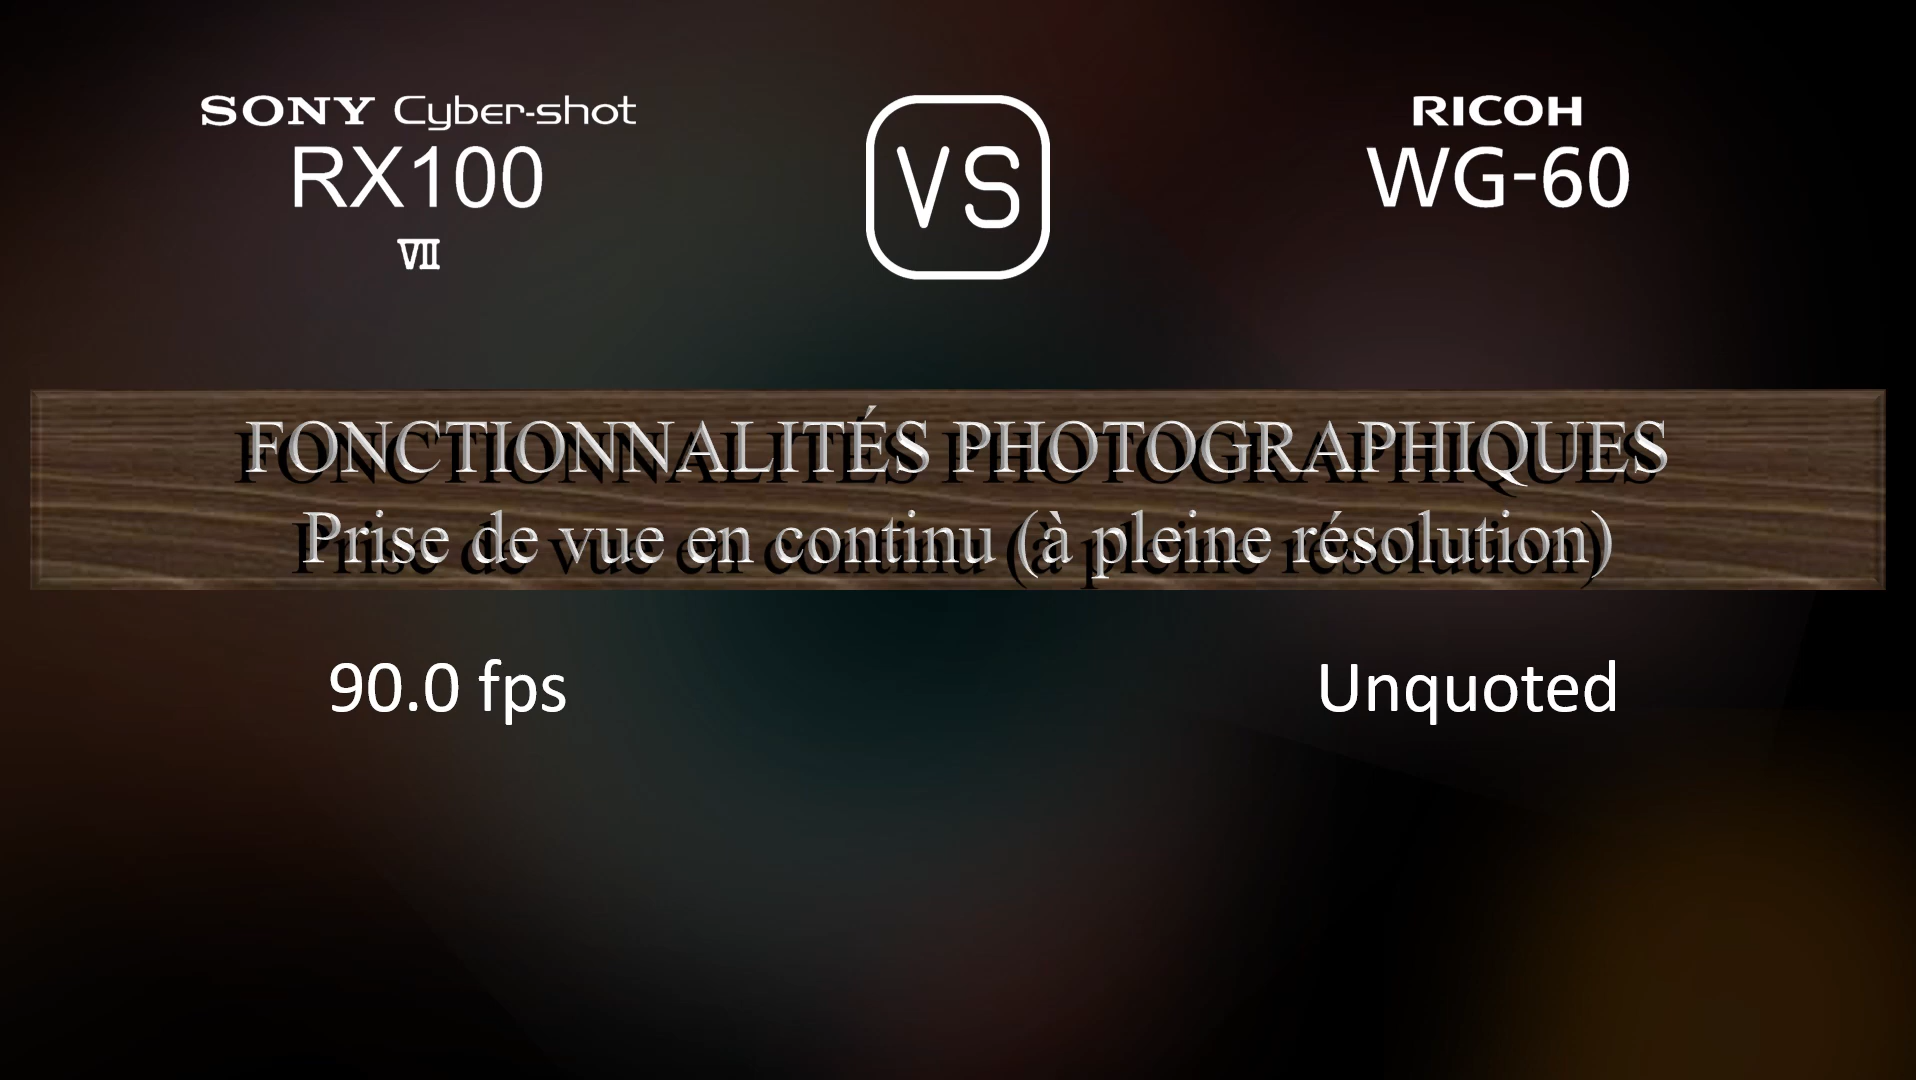 SONY Cyber-shot
RX100
VII
VS
RICOH
WG-60
FONCTIONNALITÉS PHOTOGRAPHIQUES
Prise de vue en continu (à pleine résolution)
90.0 fps
Unquoted